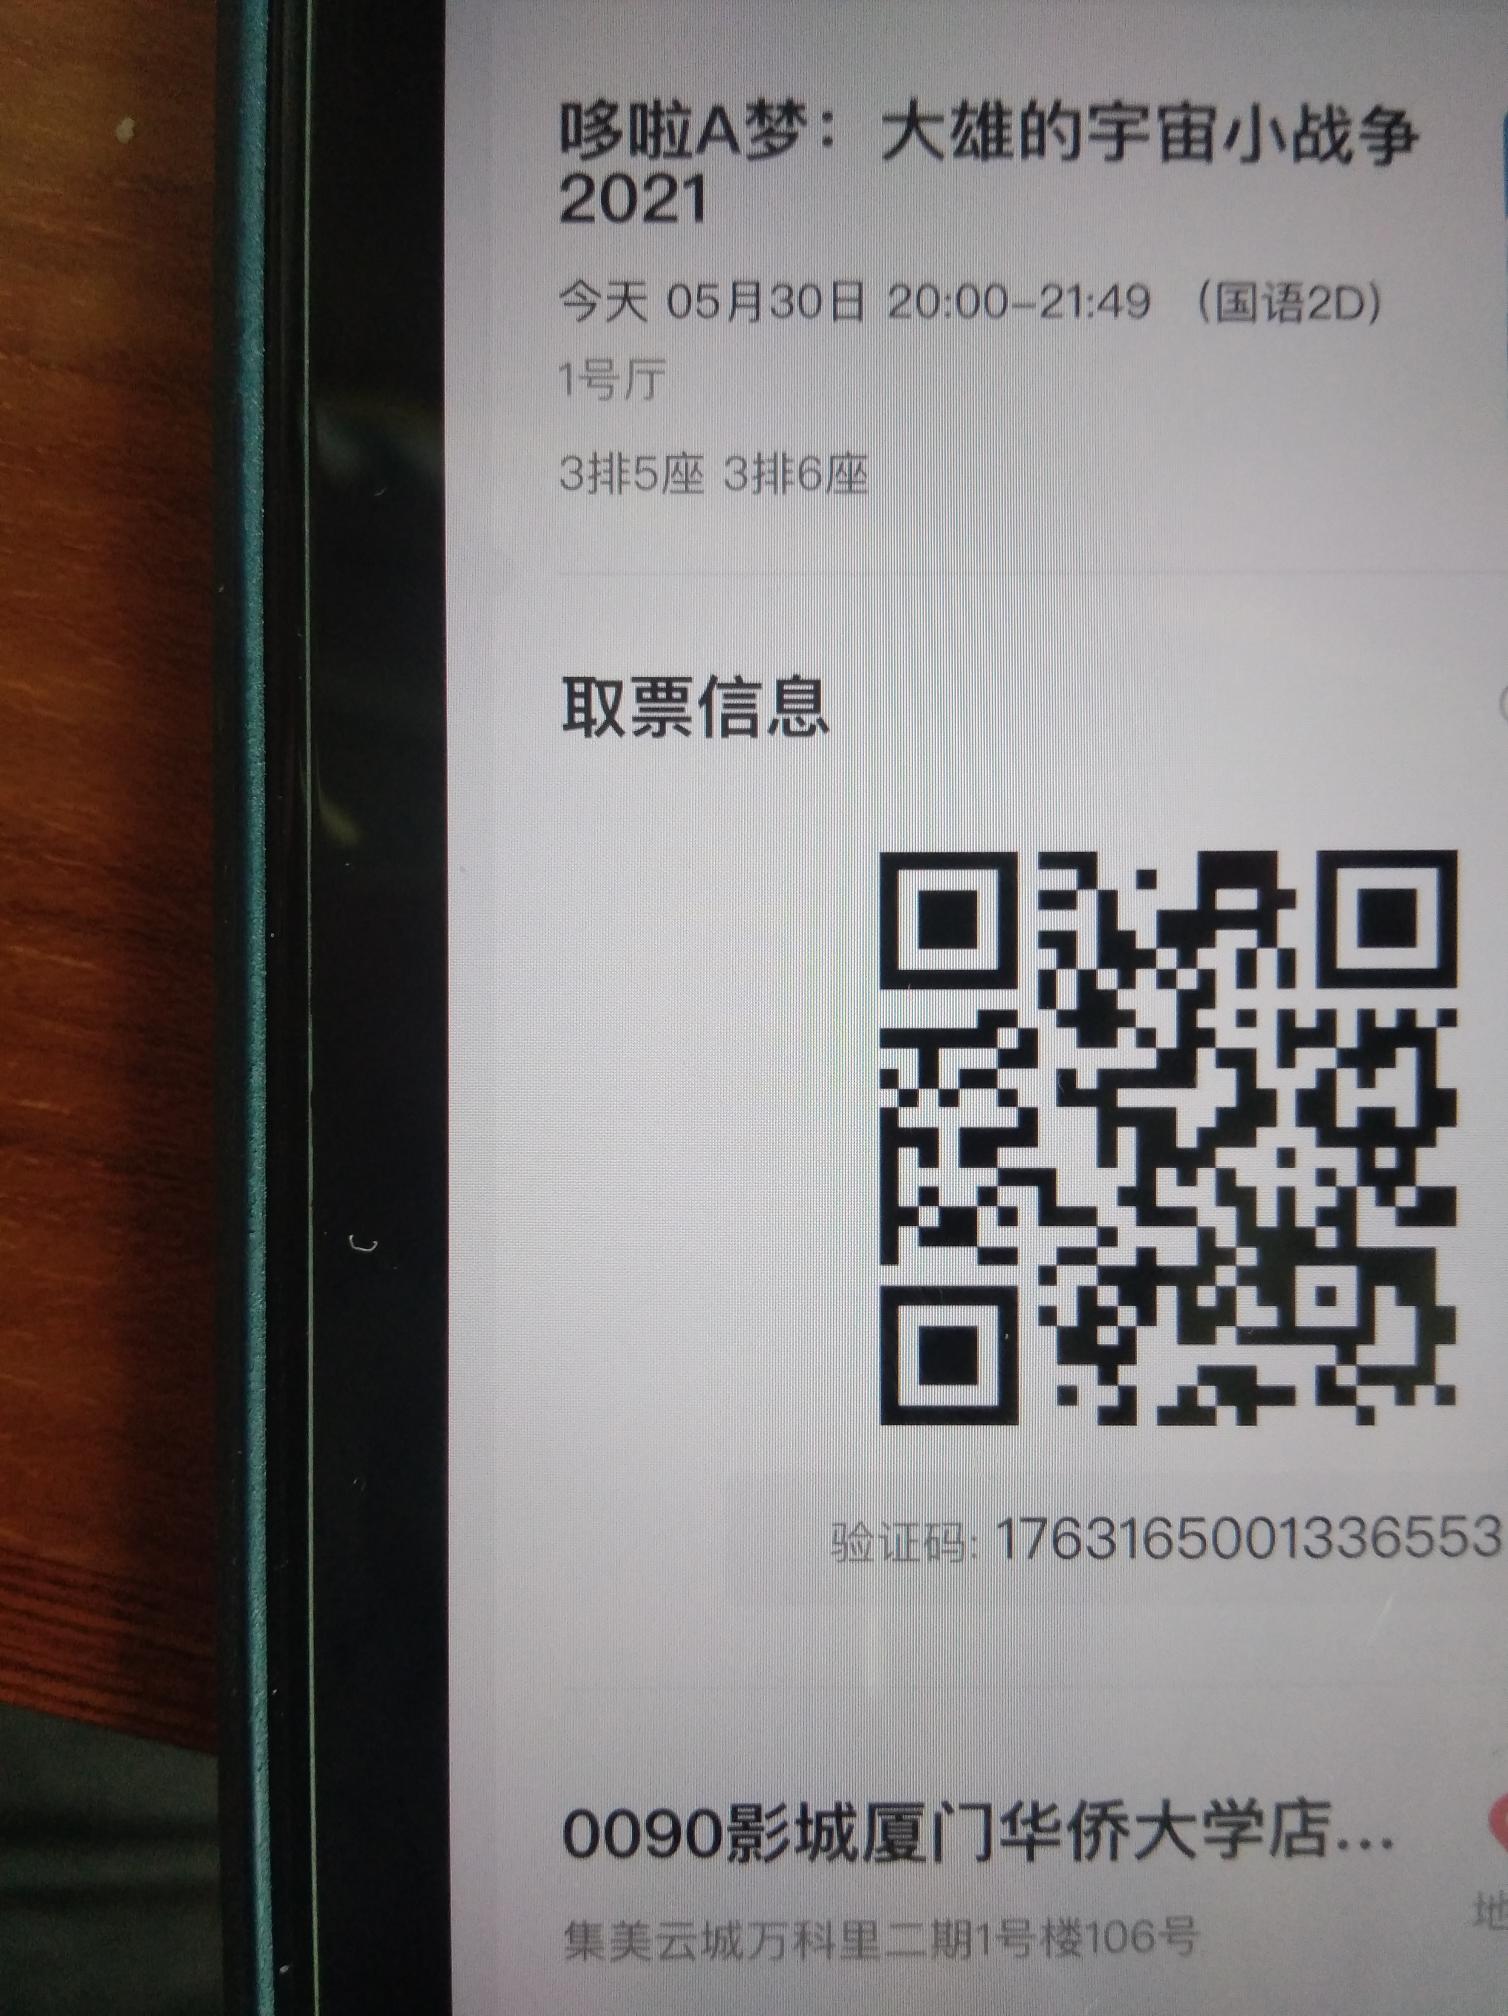 哆啦A梦：大雄的宇宙小战争
2021
今天 05月30日 20:00-21:49 （国语2D）
1号厅
3排5座 3排6座
取票信息
验证码: 1763165001336553
0090影城厦门华侨大学店...
地
集美云城万科里二期1号楼106号